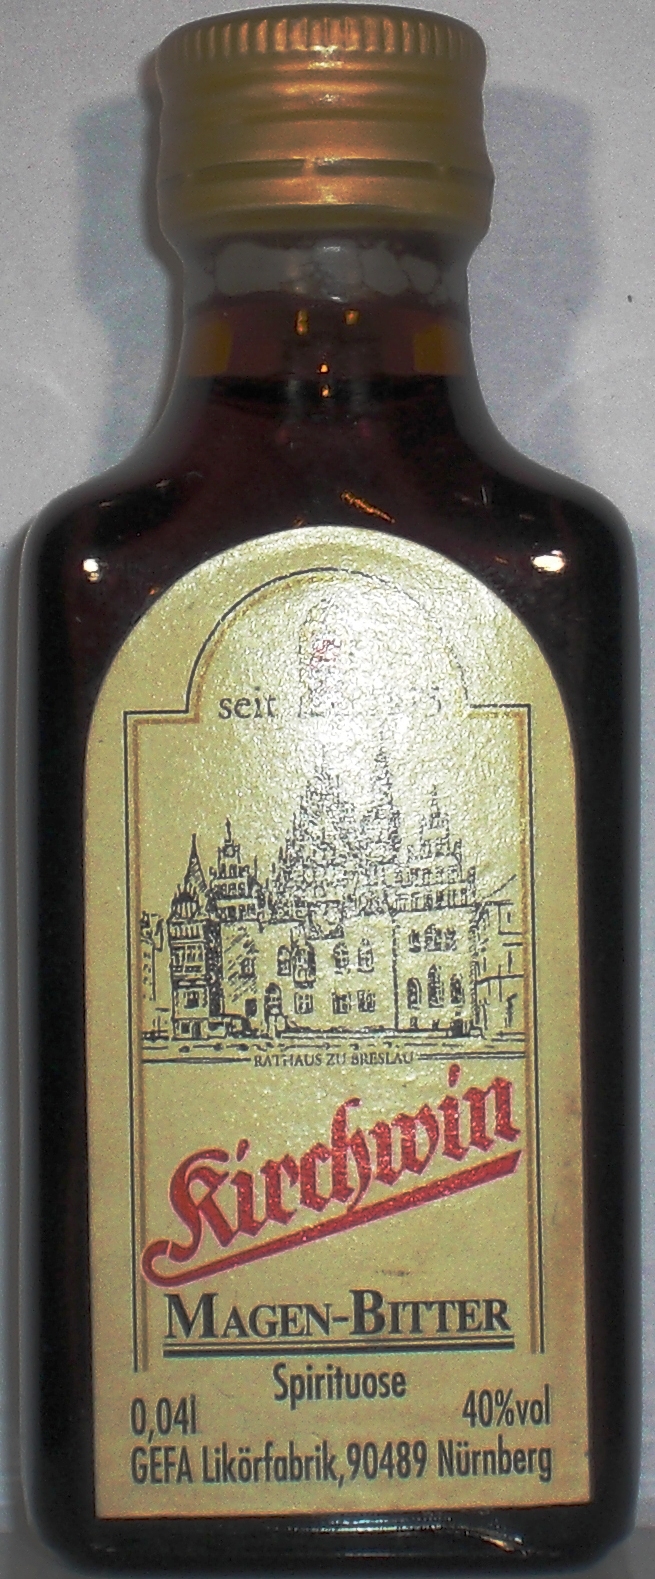 seit
RATHAUS ZU BRESLAU
Kirchwin
MAGEN-BITTER
Spirituose
0,04l 40%vol
GEFA Likörfabrik, 90489 Nürnberg